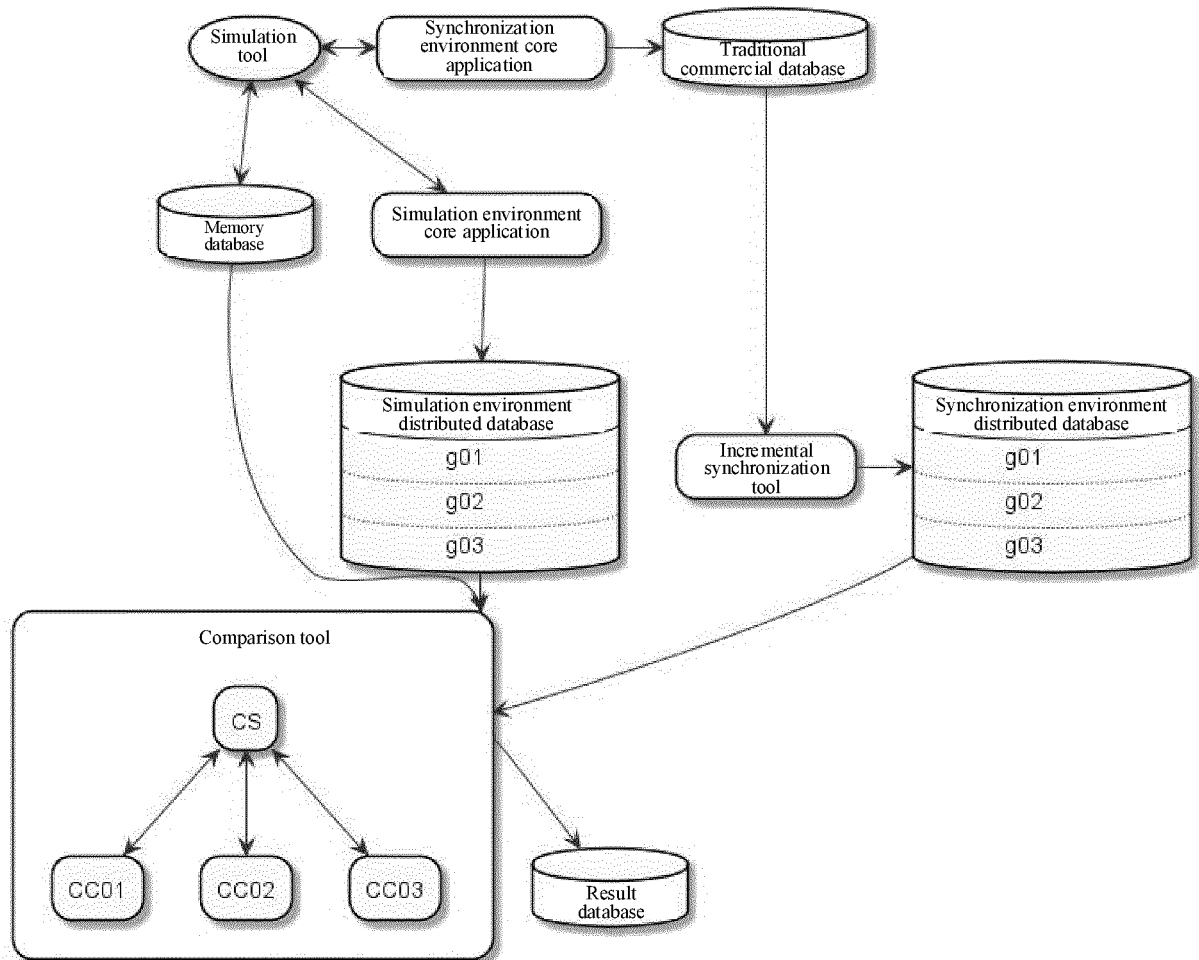 Simulation
tool
Synchronization
environment core
application
Traditional
commercial database
Memory
database
Simulation environment
core application
Simulation environment
distributed database
g01
g02
g03
Incremental
synchronization
tool
Synchronization environment
distributed database
g01
g02
g03
Comparison tool
CS
CC01
CC02
CC03
Result
database